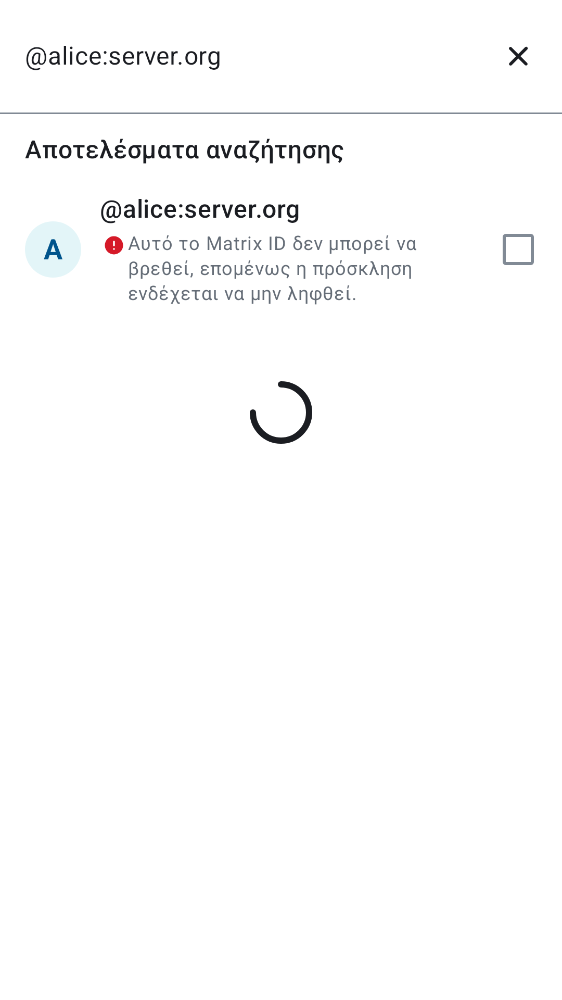 @alice:server.org
Αποτελέσματα αναζήτησης
@alice:server.org
A
Αυτό το Matrix ID δεν μπορεί να
βρεθεί, επομένως η πρόσκληση
ενδέχεται να μην ληφθεί.